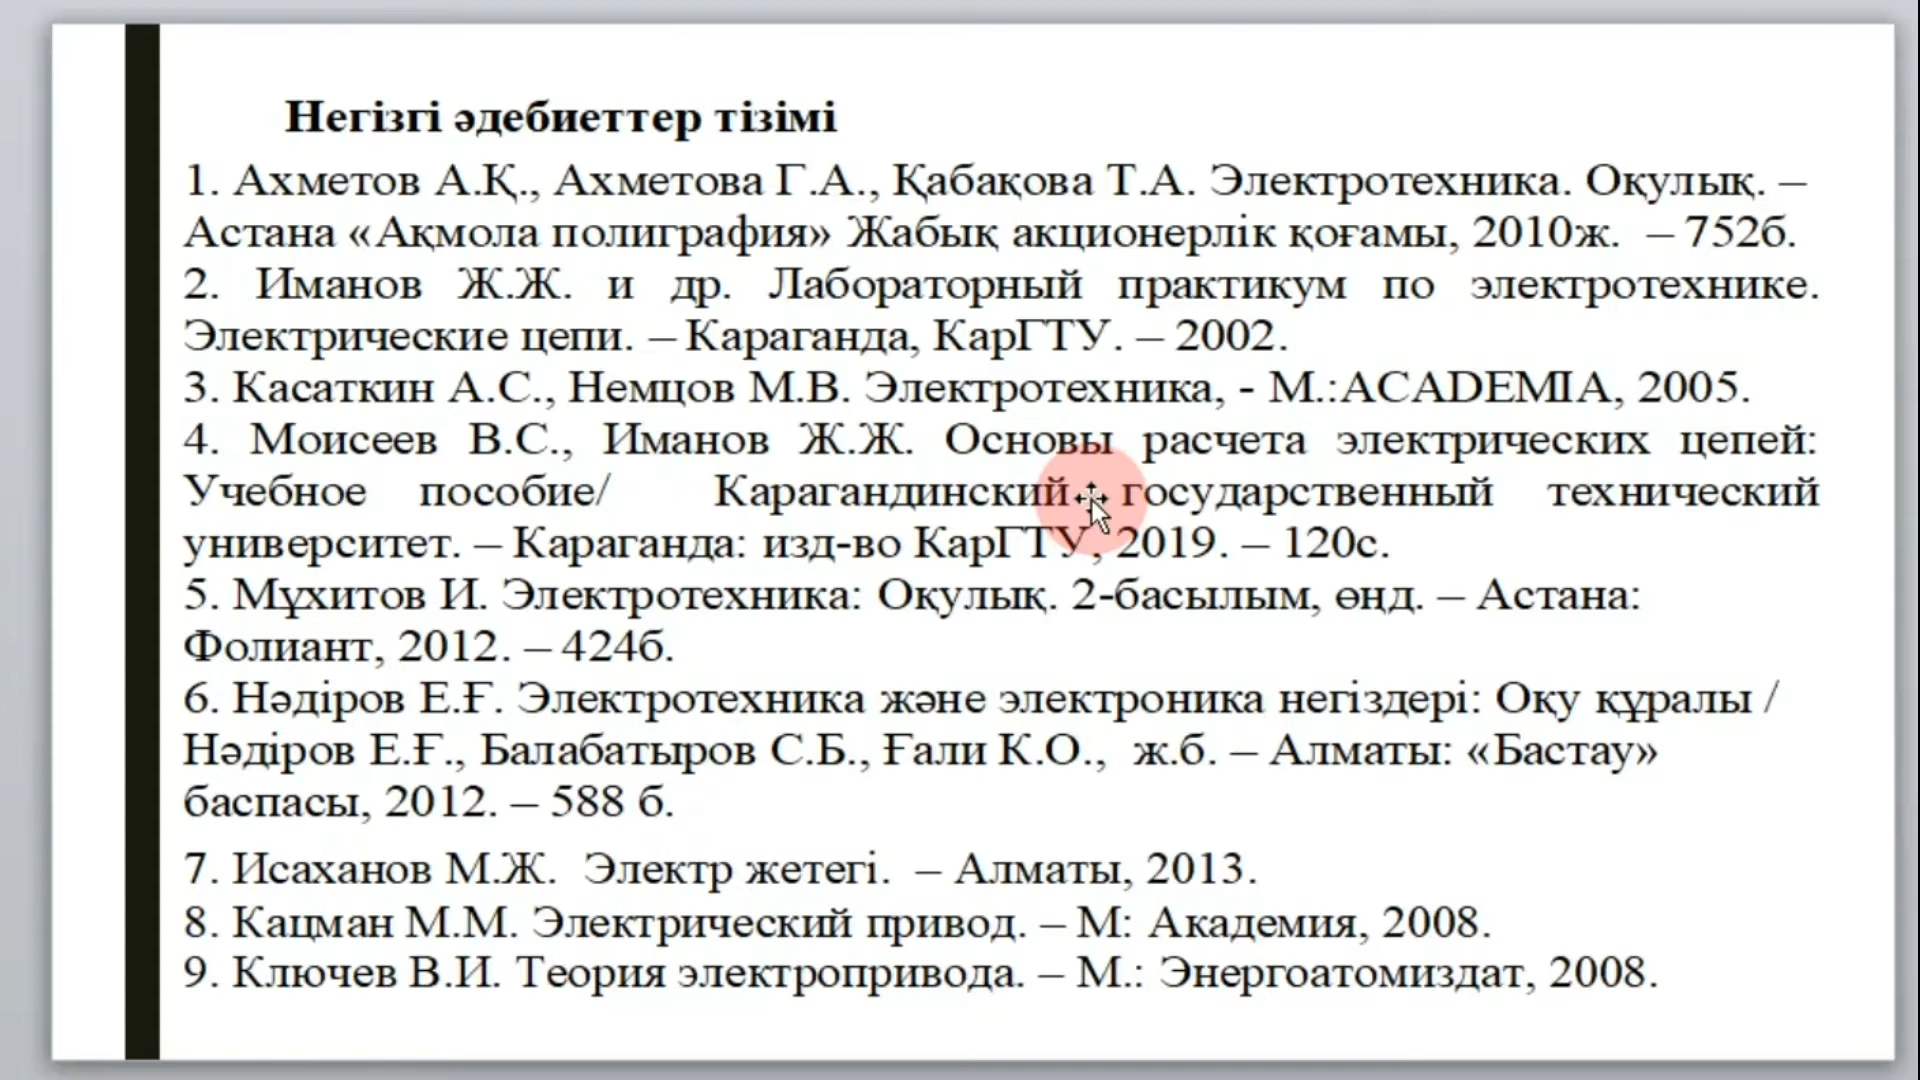 Негізгі әдебиеттер тізімі
1. Ахметов А.Қ., Ахметова Г.А., Қабақова Т.А. Электротехника. Оқулық. –
Астана «Ақмола полиграфия» Жабық акционерлік қоғамы, 2010ж. – 752б.
2. Иманов Ж.Ж. и др. Лабораторный практикум по электротехнике.
Электрические цепи. – Караганда, КарГТУ. – 2002.
3. Касаткин А.С., Немцов М.В. Электротехника, - М.:ACADEMIA, 2005.
4. Моисеев В.С., Иманов Ж.Ж. Основы расчета электрических цепей:
Учебное пособие/ Карагандинский государственный технический
университет. – Караганда: изд-во КарГТУ, 2019. – 120с.
5. Мұхитов И. Электротехника: Оқулық. 2-басылым, өңд. – Астана:
Фолиант, 2012. – 424б.
6. Нәдіров Е.Ғ. Электротехника және электроника негіздері: Оқу құралы /
Нәдіров Е.Ғ., Балабатыров С.Б., Ғали К.О., ж.б. – Алматы: «Бастау»
баспасы, 2012. – 588 б.
7. Исаханов М.Ж. Электр жетегі. – Алматы, 2013.
8. Кацман М.М. Электрический привод. – М: Академия, 2008.
9. Ключев В.И. Теория электропривода. – М.: Энергоатомиздат, 2008.